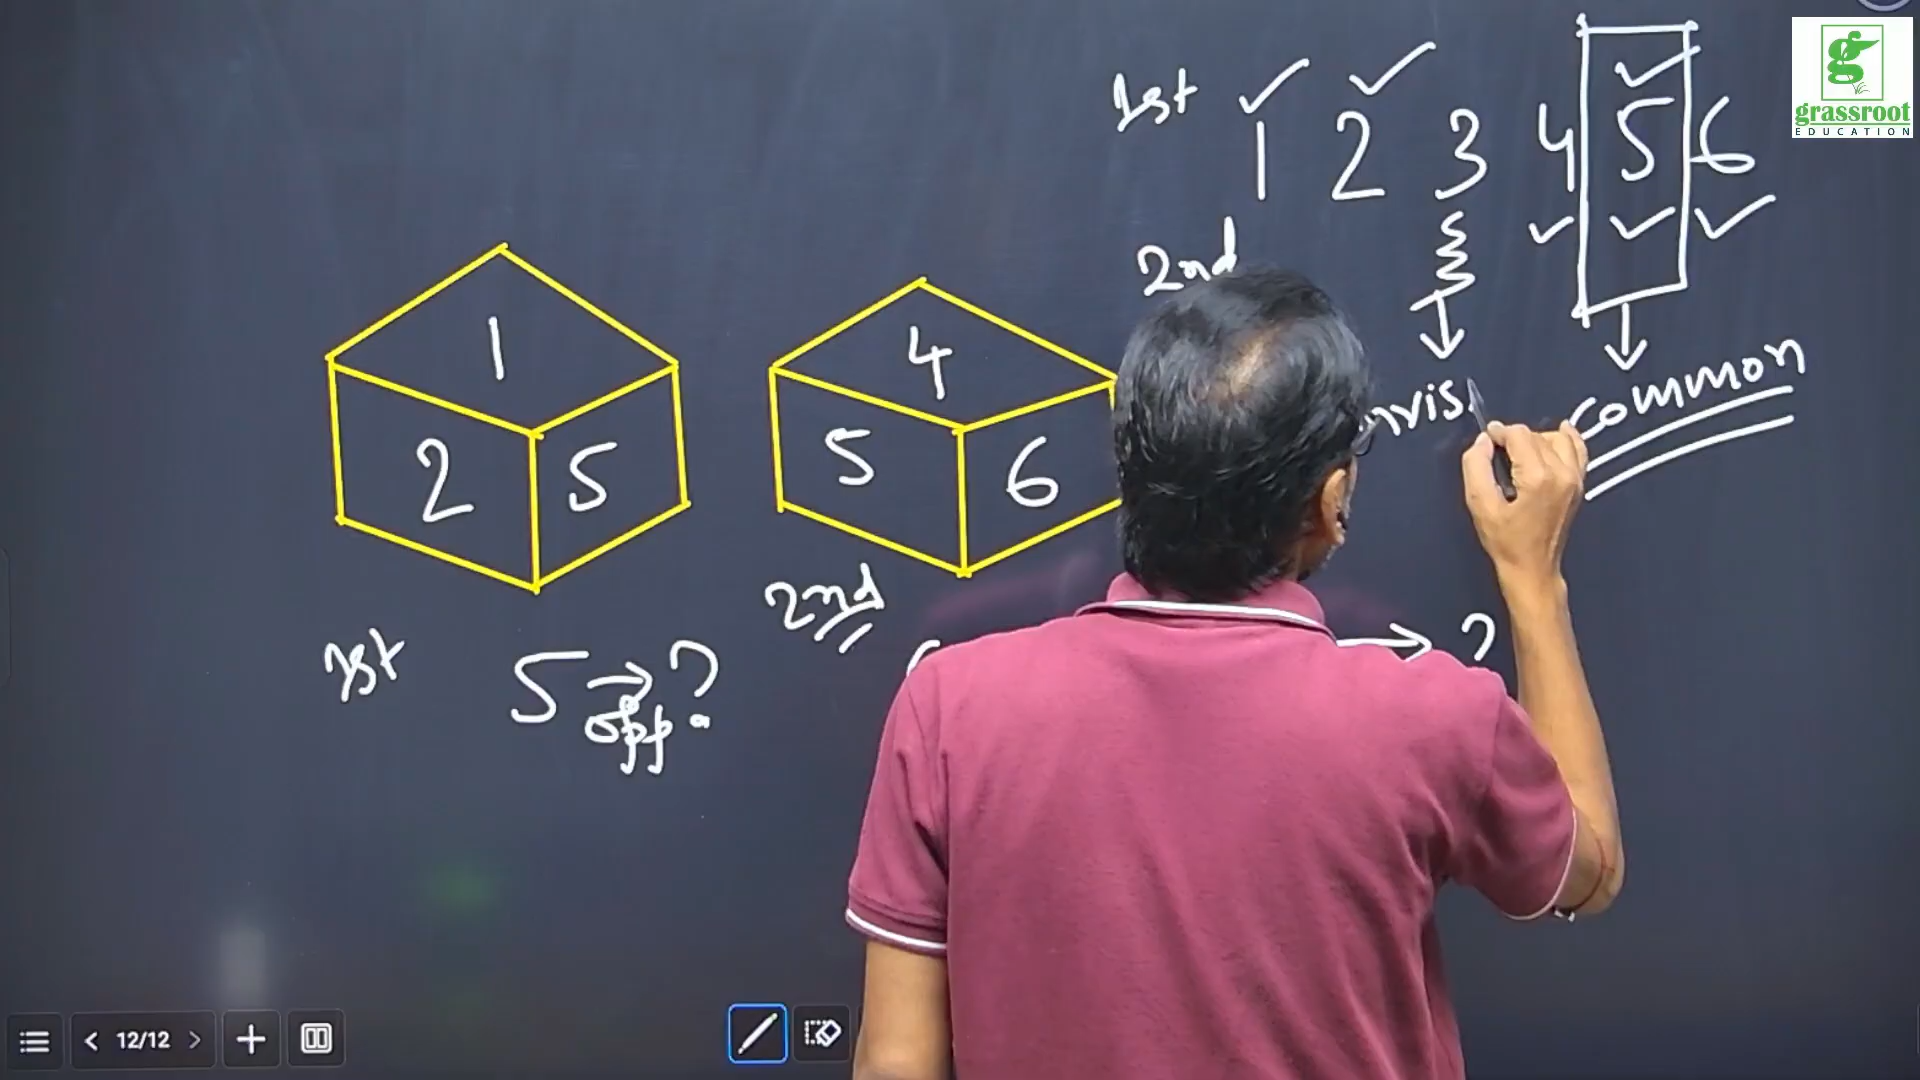 1st 1 2 3 4 5 6
2nd
common
1
2 5
4
5 6
1st
2nd
5 → ?
opp
→ ?
grassroot
EDUCATION
12/12